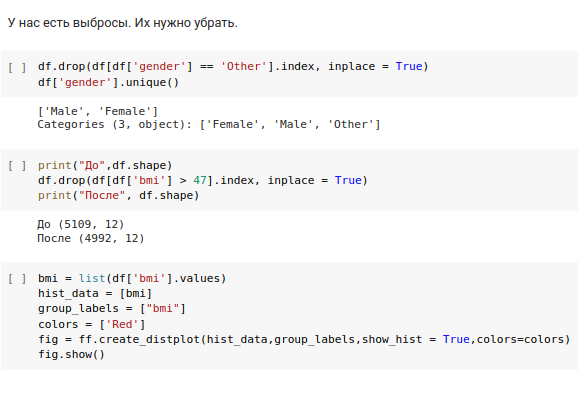 У нас есть выбросы. Их нужно убрать.
[ ] df.drop(df[df['gender'] == 'Other'].index, inplace = True)
df['gender'].unique()
['Male', 'Female']
Categories (3, object): ['Female', 'Male', 'Other']
[ ] print("До",df.shape)
df.drop(df[df['bmi'] > 47].index, inplace = True)
print("После", df.shape)
До (5109, 12)
После (4992, 12)
[ ] bmi = list(df['bmi'].values)
hist_data = [bmi]
group_labels = ["bmi"]
colors = ['Red']
fig = ff.create_distplot(hist_data,group_labels,show_hist = True,colors=colors)
fig.show()